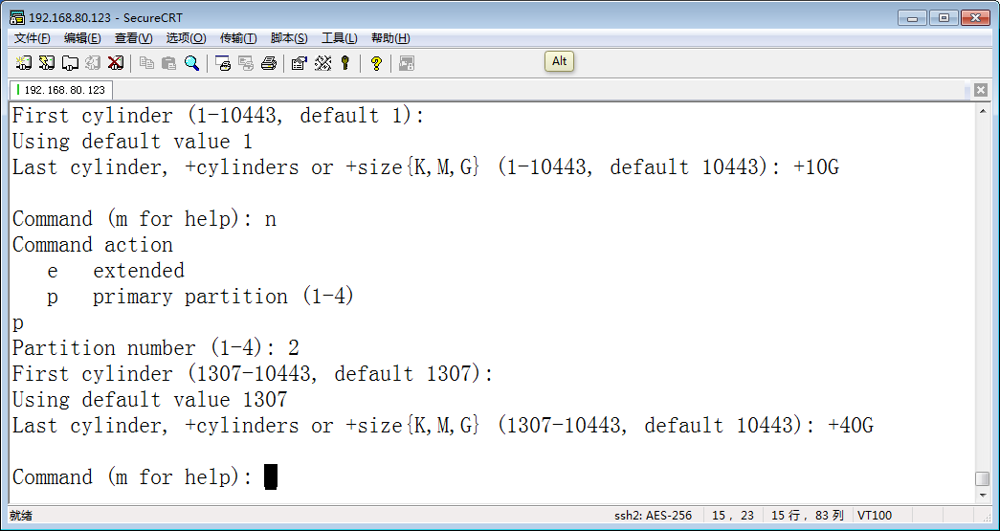 192.168.80.123 - SecureCRT
文件(F) 编辑(E) 查看(V) 选项(O) 传输(T) 脚本(S) 工具(L) 帮助(H)
Alt
192.168.80.123
First cylinder (1-10443, default 1):
Using default value 1
Last cylinder, +cylinders or +size{K,M,G} (1-10443, default 10443): +10G
Command (m for help): n
Command action
e   extended
p   primary partition (1-4)
p
Partition number (1-4): 2
First cylinder (1307-10443, default 1307):
Using default value 1307
Last cylinder, +cylinders or +size{K,M,G} (1307-10443, default 10443): +40G
Command (m for help):
就绪 ssh2: AES-256 15, 23 15 行, 83 列 VT100